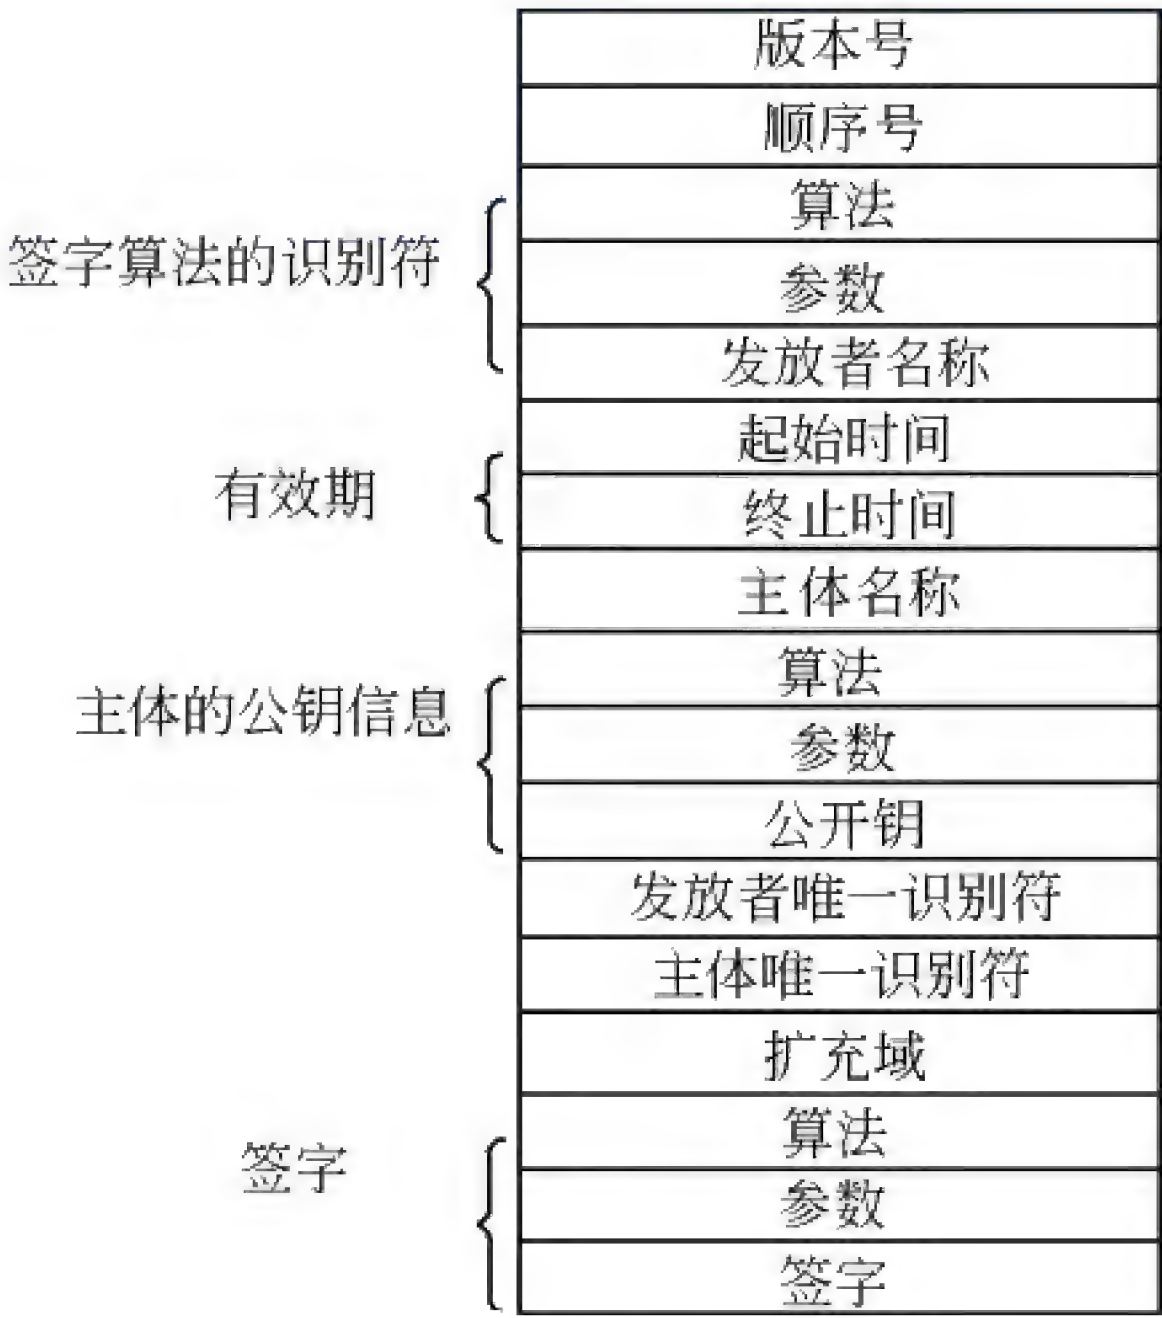 版本号
顺序号
签字算法的识别符
算法
参数
发放者名称
有效期
起始时间
终止时间
主体名称
主体的公钥信息
算法
参数
公开钥
发放者唯一识别符
主体唯一识别符
扩充域
签字
算法
参数
签字